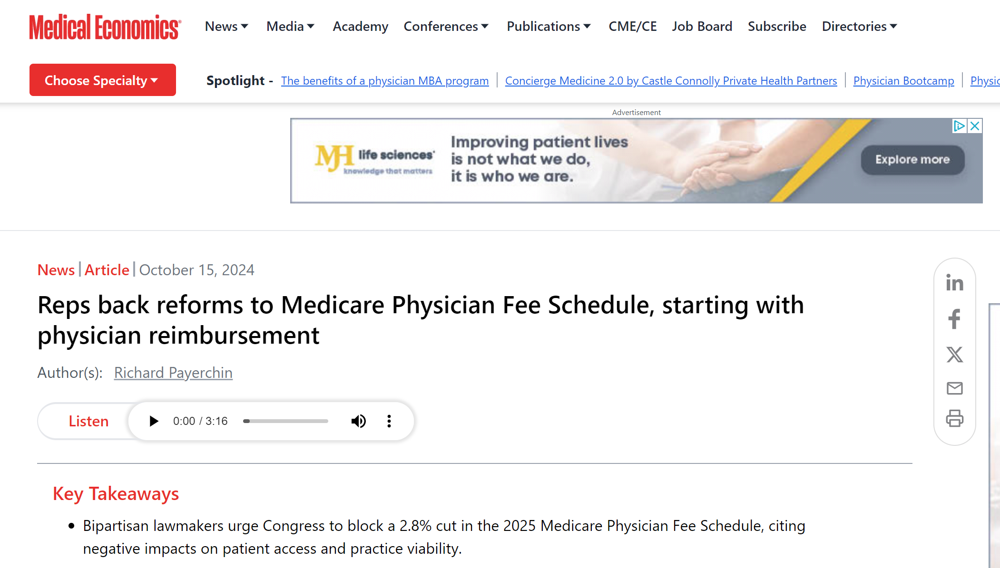 Medical Economics®
News Media Academy Conferences Publications CME/CE Job Board Subscribe Directories
Choose Specialty
Spotlight - The benefits of a physician MBA program Concierge Medicine 2.0 by Castle Connolly Private Health Partners Physician Bootcamp Physic
Advertisement
MJH life sciences®
knowledge that matters
Improving patient lives
is not what we do,
it is who we are.
Explore more
News | Article | October 15, 2024
Reps back reforms to Medicare Physician Fee Schedule, starting with
physician reimbursement
Author(s): Richard Payerchin
Listen 0:00 / 3:16
in
f
X
Key Takeaways
• Bipartisan lawmakers urge Congress to block a 2.8% cut in the 2025 Medicare Physician Fee Schedule, citing
negative impacts on patient access and practice viability.